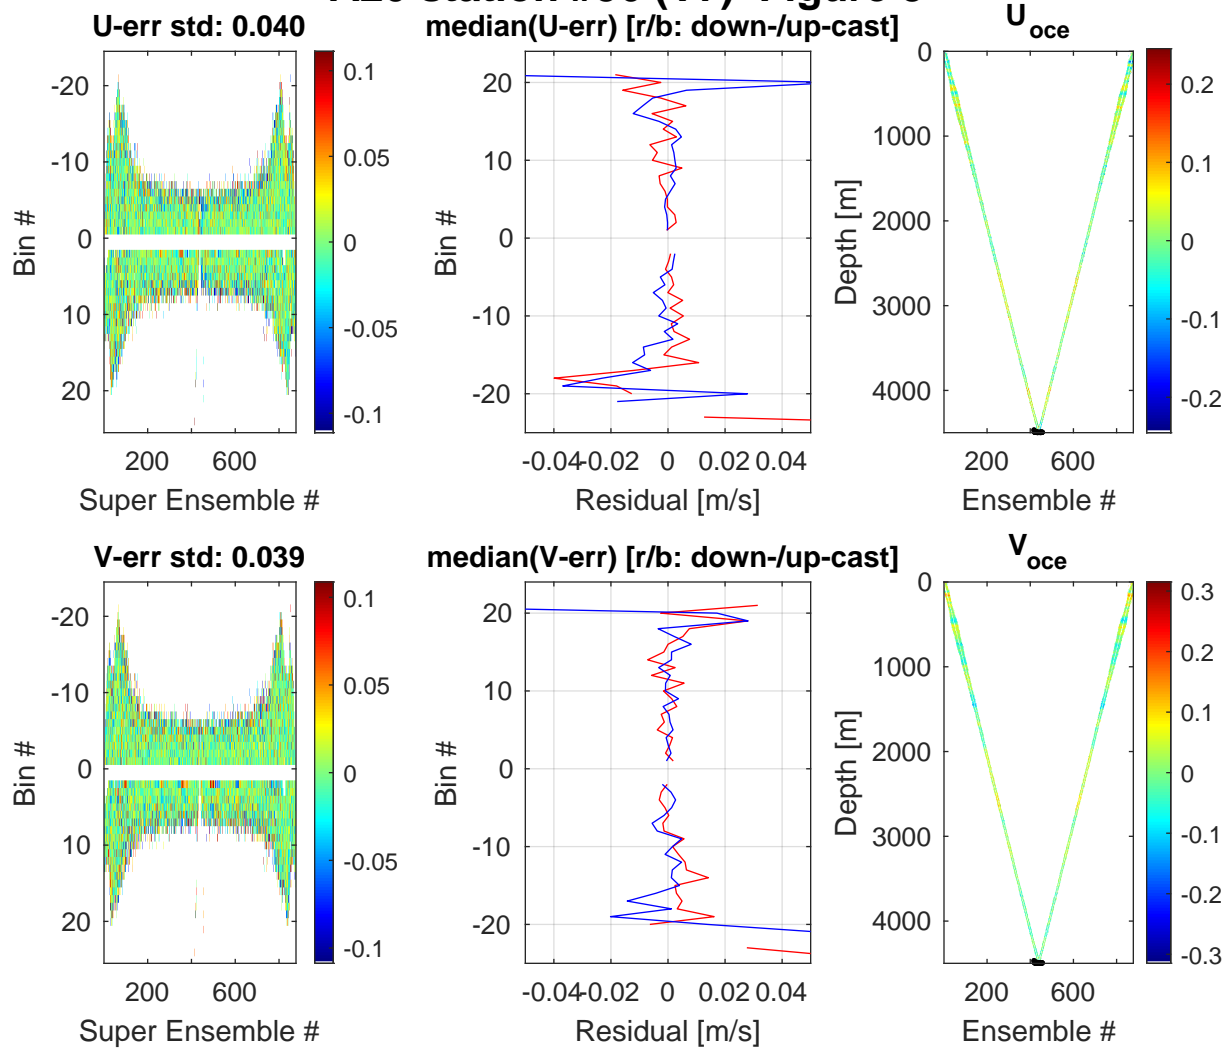 station Figure
U-err std: 0.040
-20
-10
0
10
20
Bin #
200 600
Super Ensemble #
0.1
0.05
0
-0.05
-0.1
median(U-err) [r/b: down-/up-cast]
20
10
0
-10
-20
Bin #
-0.04 -0.02 0 0.02 0.04
Residual [m/s]
U_oce
0
1000
2000
3000
4000
Depth [m]
200 600
Ensemble #
0.2
0.1
0
-0.1
-0.2
V-err std: 0.039
-20
-10
0
10
20
Bin #
200 600
Super Ensemble #
0.1
0.05
0
-0.05
-0.1
median(V-err) [r/b: down-/up-cast]
20
10
0
-10
-20
Bin #
-0.04 -0.02 0 0.02 0.04
Residual [m/s]
V_oce
0
1000
2000
3000
4000
Depth [m]
200 600
Ensemble #
0.3
0.2
0.1
0
-0.1
-0.2
-0.3